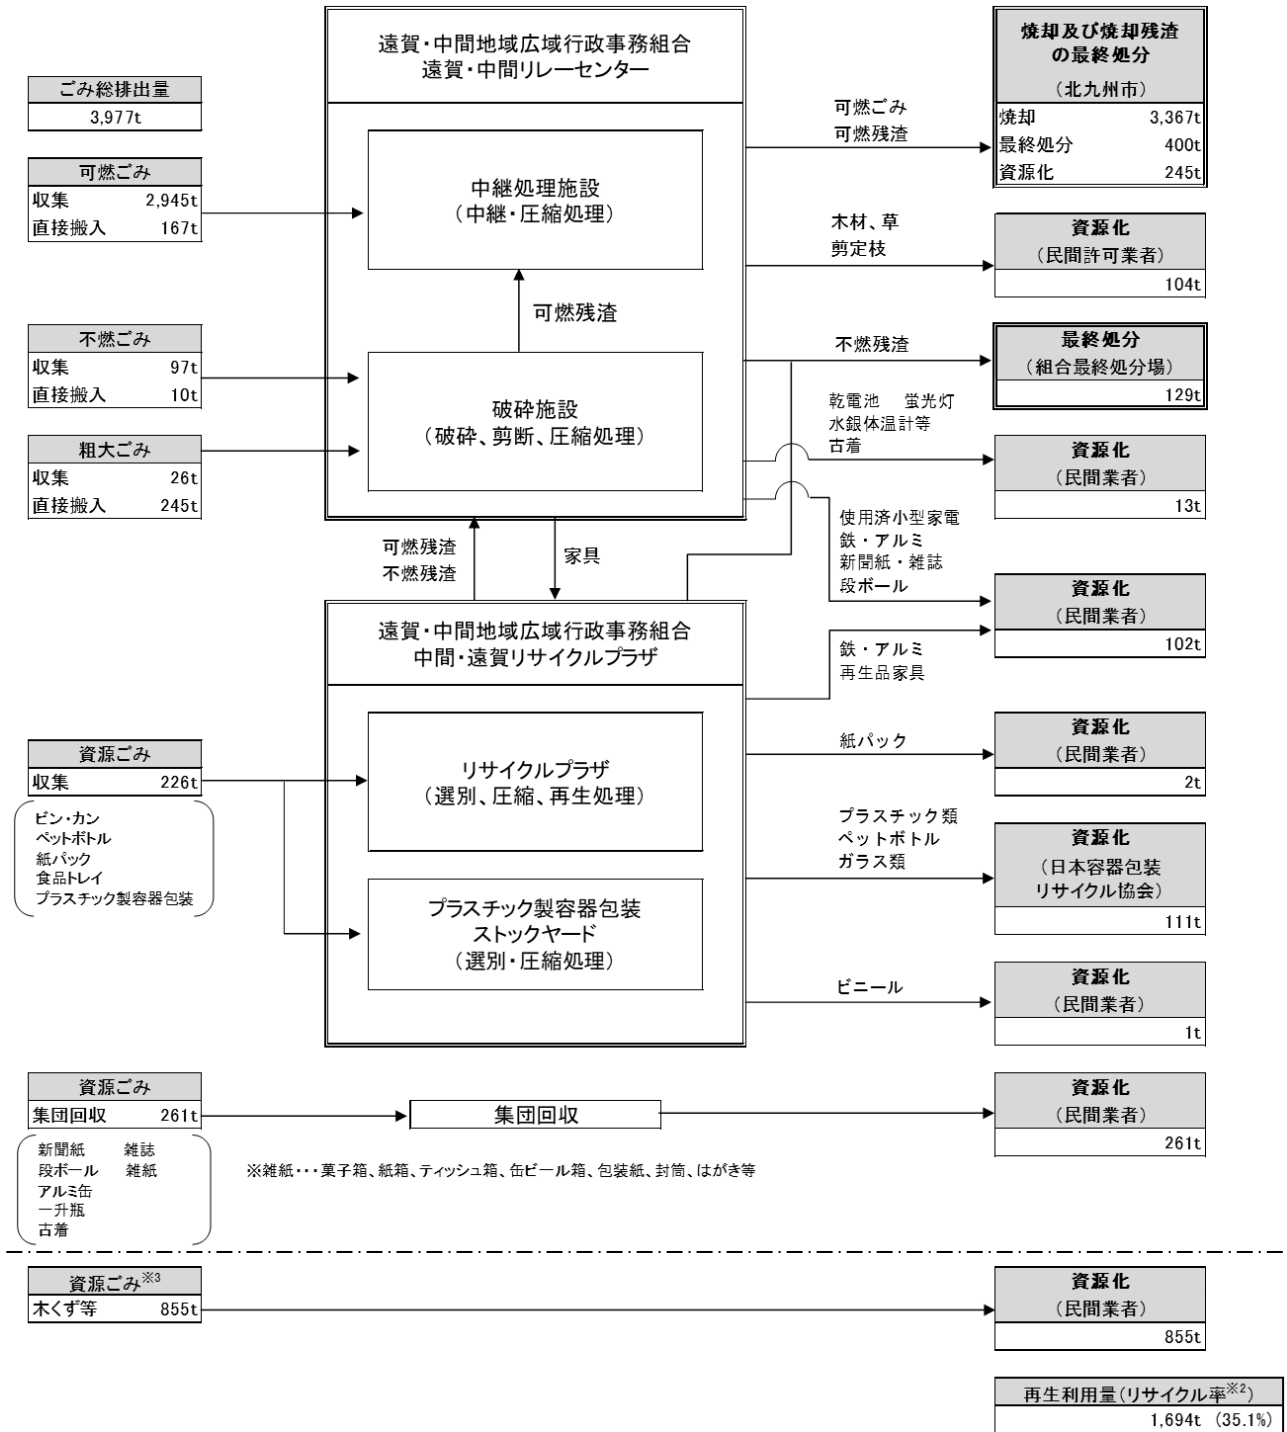 ごみ総排出量
3,977t
可燃ごみ
収集 2,945t
直接搬入 167t
不燃ごみ
収集 97t
直接搬入 10t
粗大ごみ
収集 26t
直接搬入 245t
資源ごみ
収集 226t
ビン・カン
ペットボトル
紙パック
食品トレイ
プラスチック製容器包装
資源ごみ
集団回収 261t
新聞紙 雑誌
段ボール 雑紙
アルミ缶
一升瓶
古着
遠賀・中間地域広域行政事務組合
遠賀・中間リレーセンター
中継処理施設
（中継・圧縮処理）
可燃残渣
破砕施設
（破砕、剪断、圧縮処理）
可燃残渣
不燃残渣
家具
遠賀・中間地域広域行政事務組合
中間・遠賀リサイクルプラザ
リサイクルプラザ
（選別、圧縮、再生処理）
プラスチック製容器包装
ストックヤード
（選別・圧縮処理）
集団回収
※雑紙・・・菓子箱、紙箱、ティッシュ箱、缶ビール箱、包装紙、封筒、はがき等
可燃ごみ
可燃残渣
木材、草
剪定枝
不燃残渣
乾電池 蛍光灯
水銀体温計等
古着
使用済小型家電
鉄・アルミ
新聞紙・雑誌
段ボール
鉄・アルミ
再生品家具
紙パック
プラスチック類
ペットボトル
ガラス類
ビニール
焼却及び焼却残渣
の最終処分
（北九州市）
焼却 3,367t
最終処分 400t
資源化 245t
資源化
（民間許可業者）
104t
最終処分
（組合最終処分場）
129t
資源化
（民間業者）
13t
資源化
（民間業者）
102t
資源化
（民間業者）
2t
資源化
（日本容器包装
リサイクル協会）
111t
資源化
（民間業者）
1t
資源化
（民間業者）
261t
資源ごみ※3
木くず等 855t
資源化
（民間業者）
855t
再生利用量（リサイクル率※2）
1,694t （35.1%）